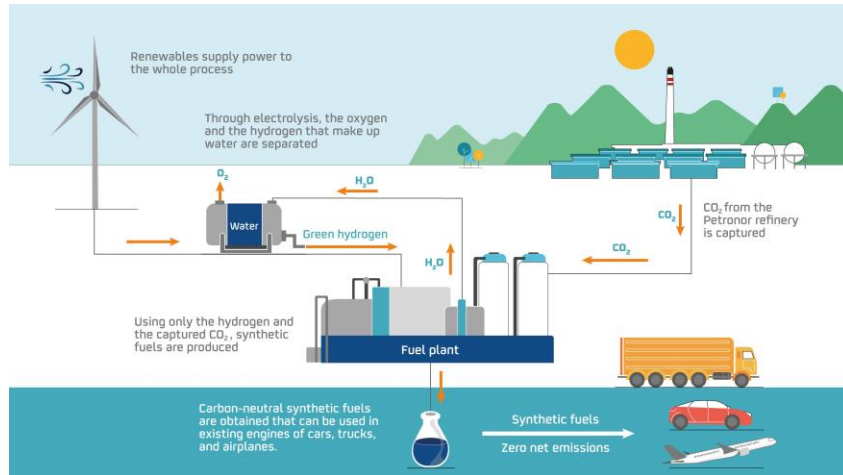 Renewables supply power to
the whole process
Through electrolysis, the oxygen
and the hydrogen that make up
water are separated
O₂
H₂O
Water
Green hydrogen
H₂O
CO₂
CO₂
CO₂ from the
Petronor refinery
is captured
Using only the hydrogen and
the captured CO₂, synthetic
fuels are produced
Fuel plant
Carbon-neutral synthetic fuels
are obtained that can be used in
existing engines of cars, trucks,
and airplanes.
Synthetic fuels
Zero net emissions